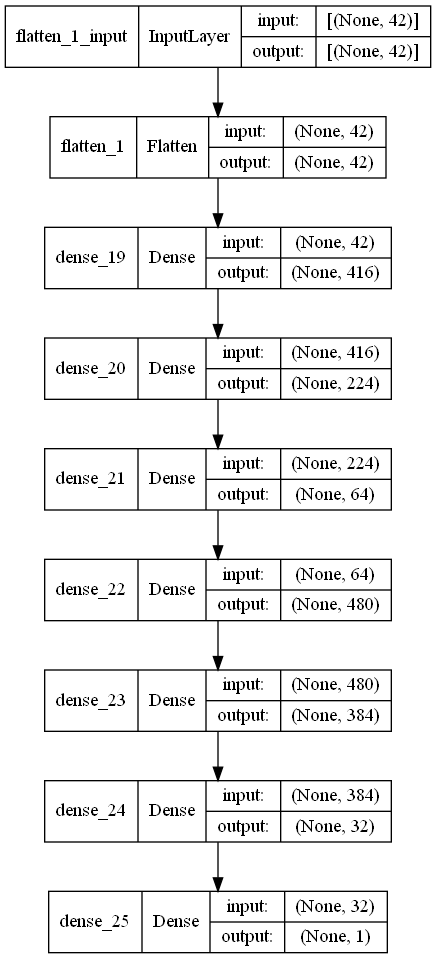 flatten_1_input InputLayer input: [(None, 42)]
output: [(None, 42)]
flatten_1 Flatten input: (None, 42)
output: (None, 42)
dense_19 Dense input: (None, 42)
output: (None, 416)
dense_20 Dense input: (None, 416)
output: (None, 224)
dense_21 Dense input: (None, 224)
output: (None, 64)
dense_22 Dense input: (None, 64)
output: (None, 480)
dense_23 Dense input: (None, 480)
output: (None, 384)
dense_24 Dense input: (None, 384)
output: (None, 32)
dense_25 Dense input: (None, 32)
output: (None, 1)